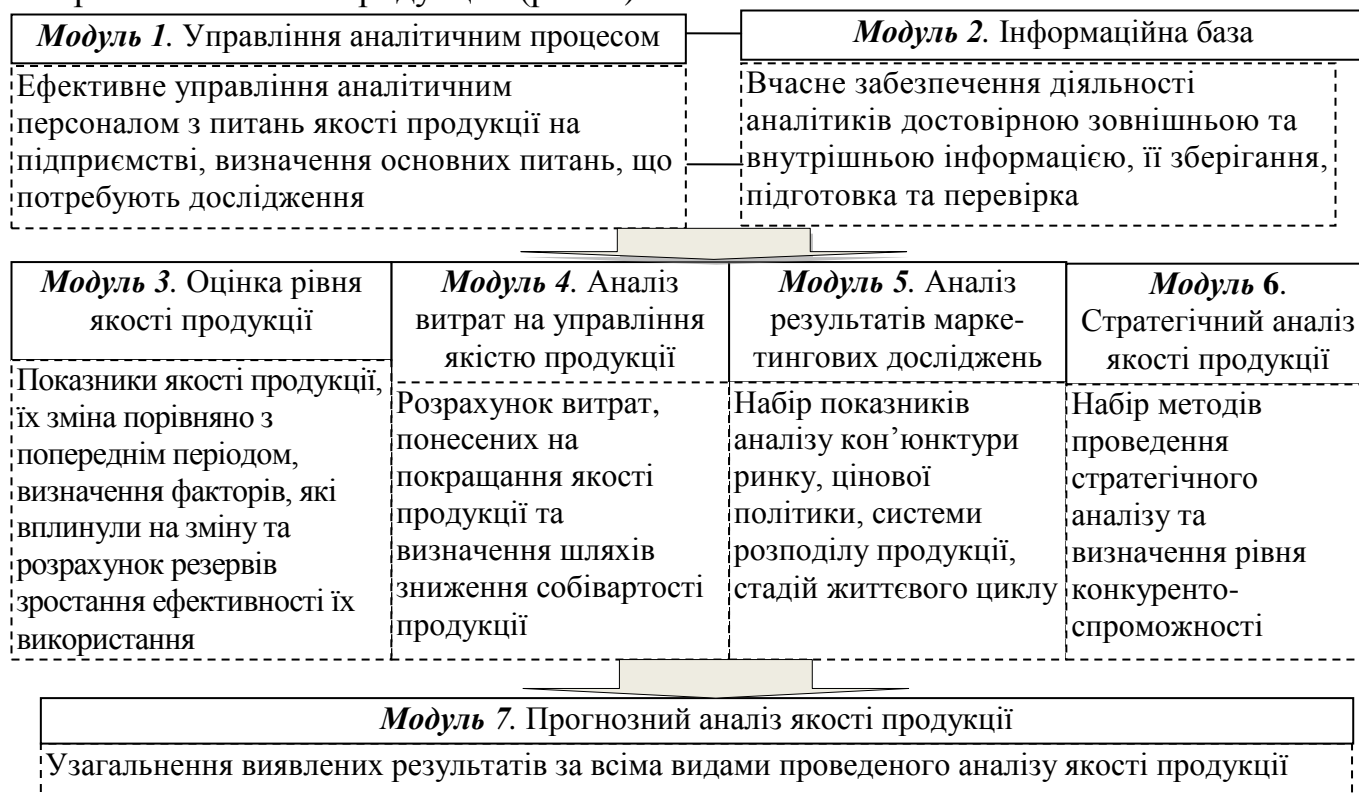 Модуль 1. Управління аналітичним процесом
Ефективне управління аналітичним
персоналом з питань якості продукції на
підприємстві, визначення основних питань, що
потребують дослідження
Модуль 2. Інформаційна база
Вчасне забезпечення діяльності
аналітиків достовірною зовнішньою та
внутрішньою інформацією, її зберігання,
підготовка та перевірка
Модуль 3. Оцінка рівня
якості продукції
Показники якості продукції,
їх зміна порівняно з
попереднім періодом,
визначення факторів, які
вплинули на зміну та
розрахунок резервів
зростання ефективності їх
використання
Модуль 4. Аналіз
витрат на управління
якістю продукції
Розрахунок витрат,
понесених на
покращання якості
продукції та
визначення шляхів
зниження собівартості
продукції
Модуль 5. Аналіз
результатів марке-
тингових досліджень
Набір показників
аналізу кон’юнктури
ринку, цінової
політики, системи
розподілу продукції,
стадій життєвого циклу
Модуль 6.
Стратегічний аналіз
якості продукції
Набір методів
проведення
стратегічного
аналізу та
визначення рівня
конкуренто-
спроможності
Модуль 7. Прогнозний аналіз якості продукції
Узагальнення виявлених результатів за всіма видами проведеного аналізу якості продукції